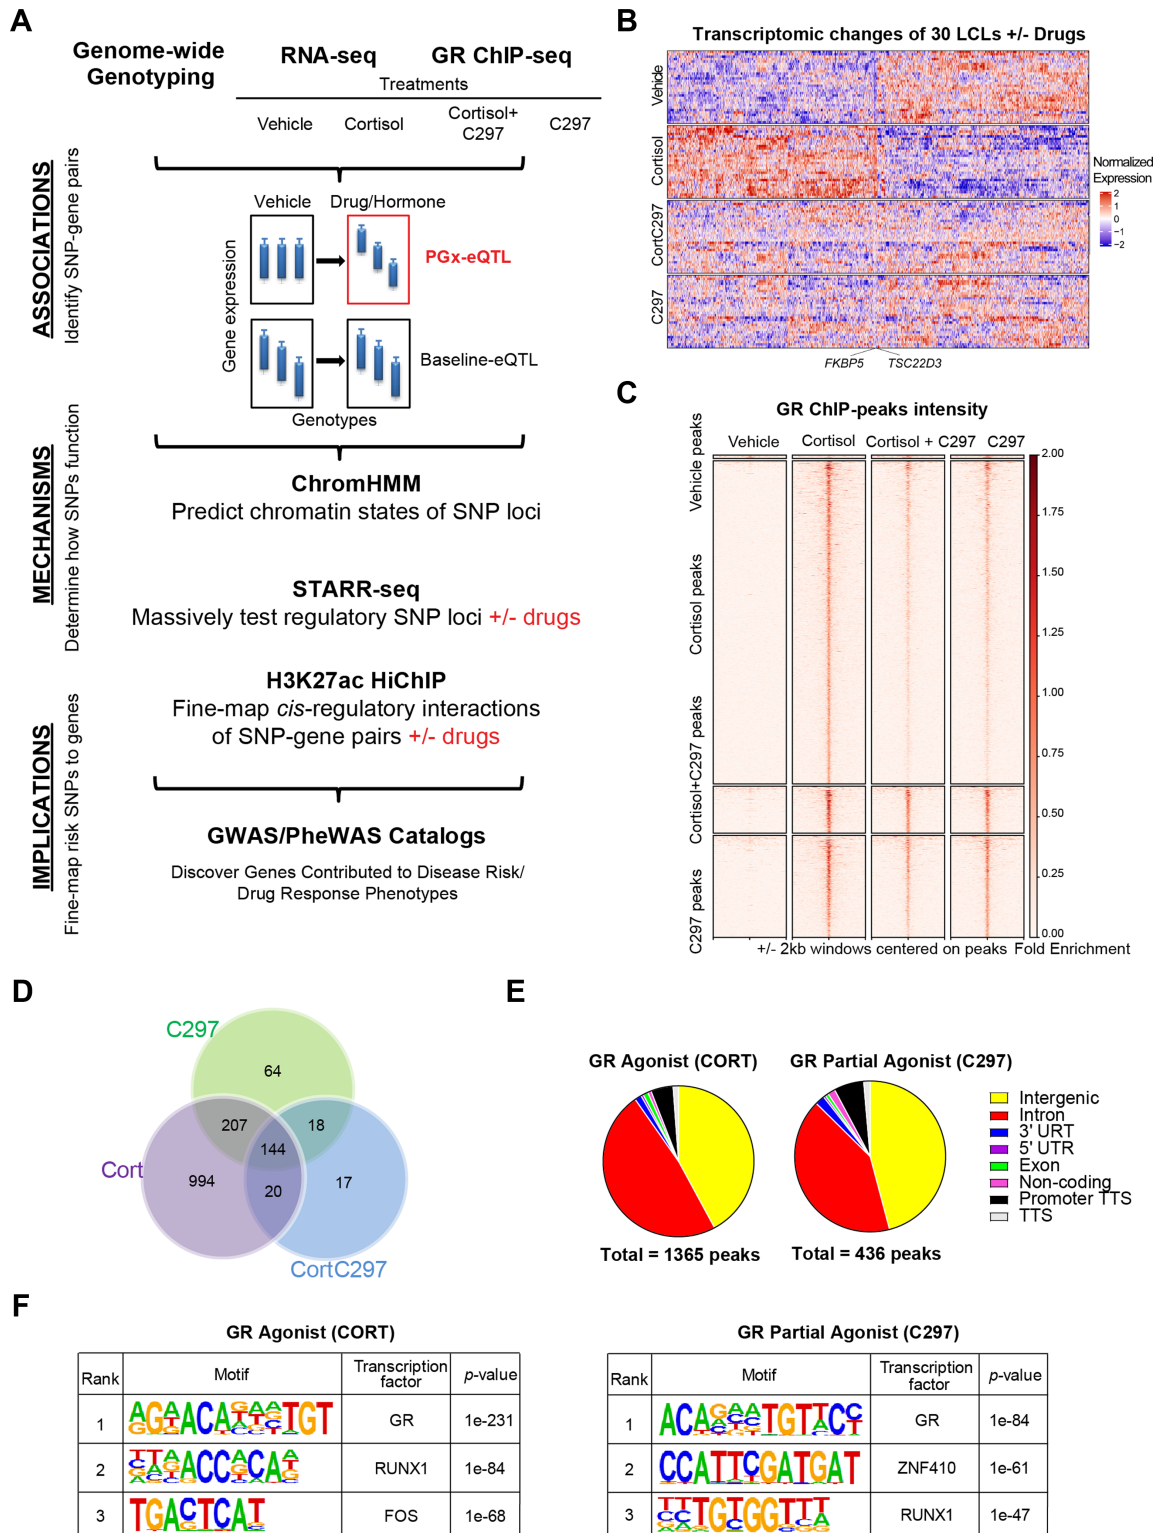 A
Genome-wide
Genotyping
RNA-seq
GR ChIP-seq
Treatments
Vehicle
Cortisol
Cortisol+
C297
C297
ASSOCIATIONS
Identify SNP-gene pairs
Vehicle
Drug/Hormone
Gene expression
PGx-eQTL
Baseline-eQTL
Genotypes
MECHANISMS
Determine how SNPs function
ChromHMM
Predict chromatin states of SNP loci
STARR-seq
Massively test regulatory SNP loci +/- drugs
H3K27ac HiChIP
Fine-map cis-regulatory interactions
of SNP-gene pairs +/- drugs
IMPLICATIONS
Fine-map risk SNPs to genes
GWAS/PheWAS Catalogs
Discover Genes Contributed to Disease Risk/
Drug Response Phenotypes
B
Transcriptomic changes of 30 LCLs +/- Drugs
Vehicle
Cortisol
CortC297
C297
Normalized
Expression
2
1
0
−1
−2
FKBP5
TSC22D3
C
GR ChIP-peaks intensity
Vehicle
Cortisol
Cortisol + C297
C297
Vehicle peaks
Cortisol peaks
Cortisol+C297 peaks
C297 peaks
2.00
1.75
1.50
1.25
1.00
0.75
0.50
0.25
0.00
+/- 2kb windows centered on peaks
Fold Enrichment
D
C297
64
207
18
144
Cort
994
20
17
CortC297
E
GR Agonist (CORT)
GR Partial Agonist (C297)
Total = 1365 peaks
Total = 436 peaks
Intergenic
Intron
3' URT
5' UTR
Exon
Non-coding
Promoter TTS
TTS
F
GR Agonist (CORT)
Rank
Motif
Transcription
factor
p-value
1
GR
1e-231
2
RUNX1
1e-84
3
TGACTCAT
FOS
1e-68
GR Partial Agonist (C297)
Rank
Motif
Transcription
factor
p-value
1
GR
1e-84
2
CCATTCGATGAT
ZNF410
1e-61
3
RUNX1
1e-47